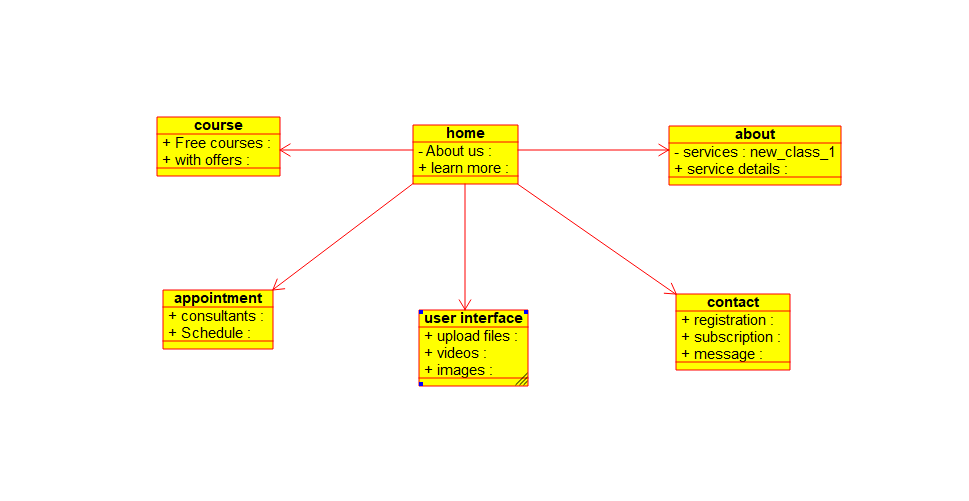 course
+ Free courses :
+ with offers :
home
- About us :
+ learn more :
about
- services : new_class_1
+ service details :
appointment
+ consultants :
+ Schedule :
user interface
+ upload files :
+ videos :
+ images :
contact
+ registration :
+ subscription :
+ message :